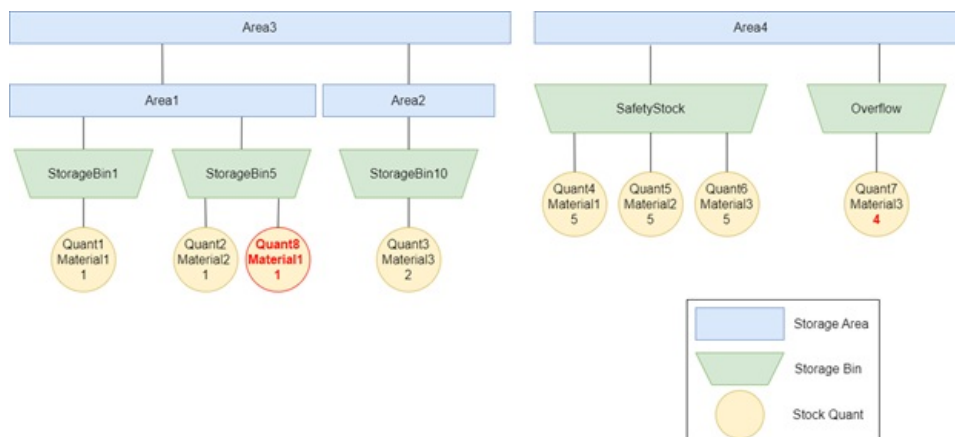 Area3
Area4
Area1
Area2
SafetyStock
Overflow
StorageBin1
StorageBin5
StorageBin10
Quant4
Material1
5
Quant5
Material2
5
Quant6
Material3
5
Quant7
Material3
4
Quant1
Material1
1
Quant2
Material2
1
Quant8
Material1
1
Quant3
Material3
2
Storage Area
Storage Bin
Stock Quant